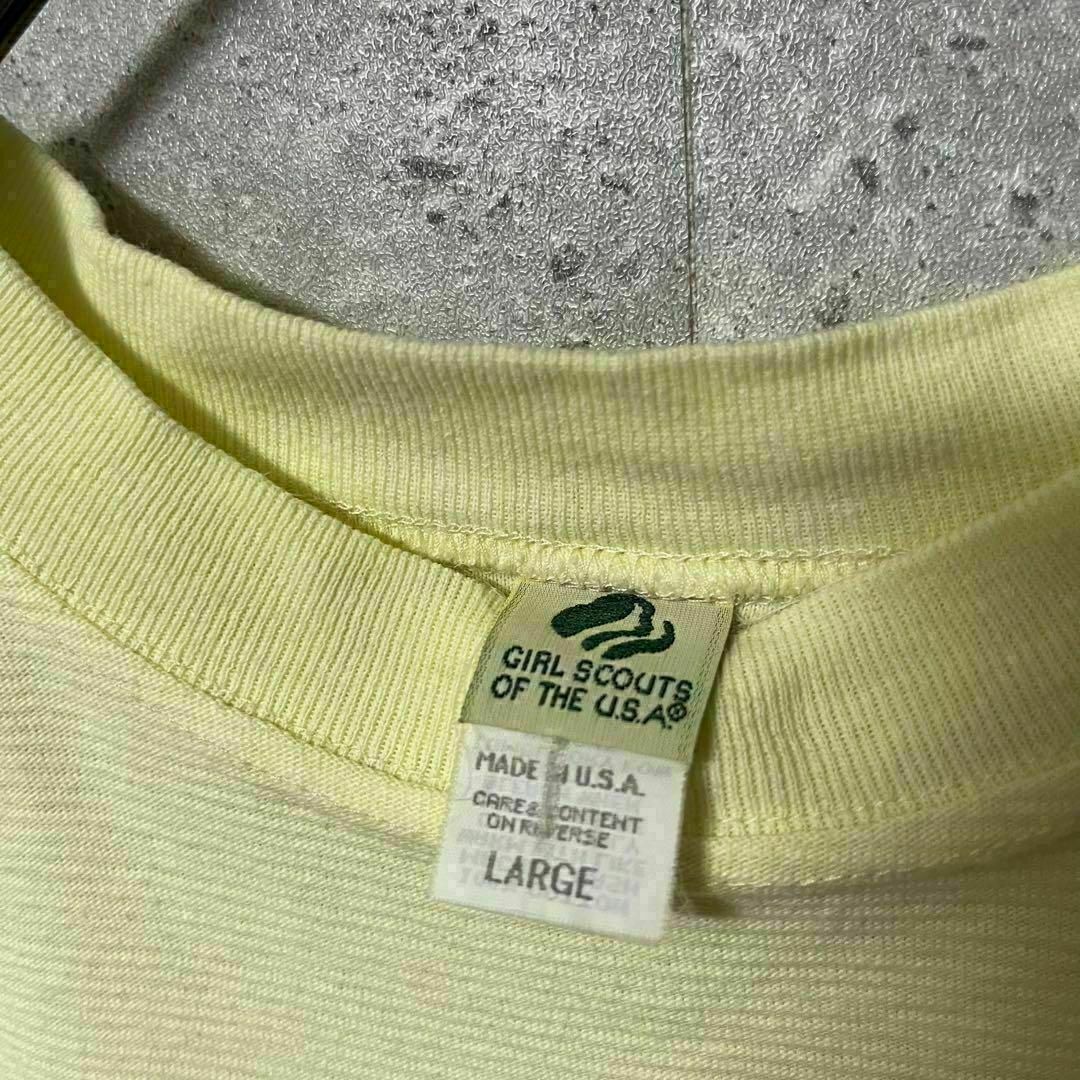 GIRL SCOUTS
OF THE U.S.A.®
MADE IN U.S.A.
CARE & CONTENT
ON REVERSE
LARGE